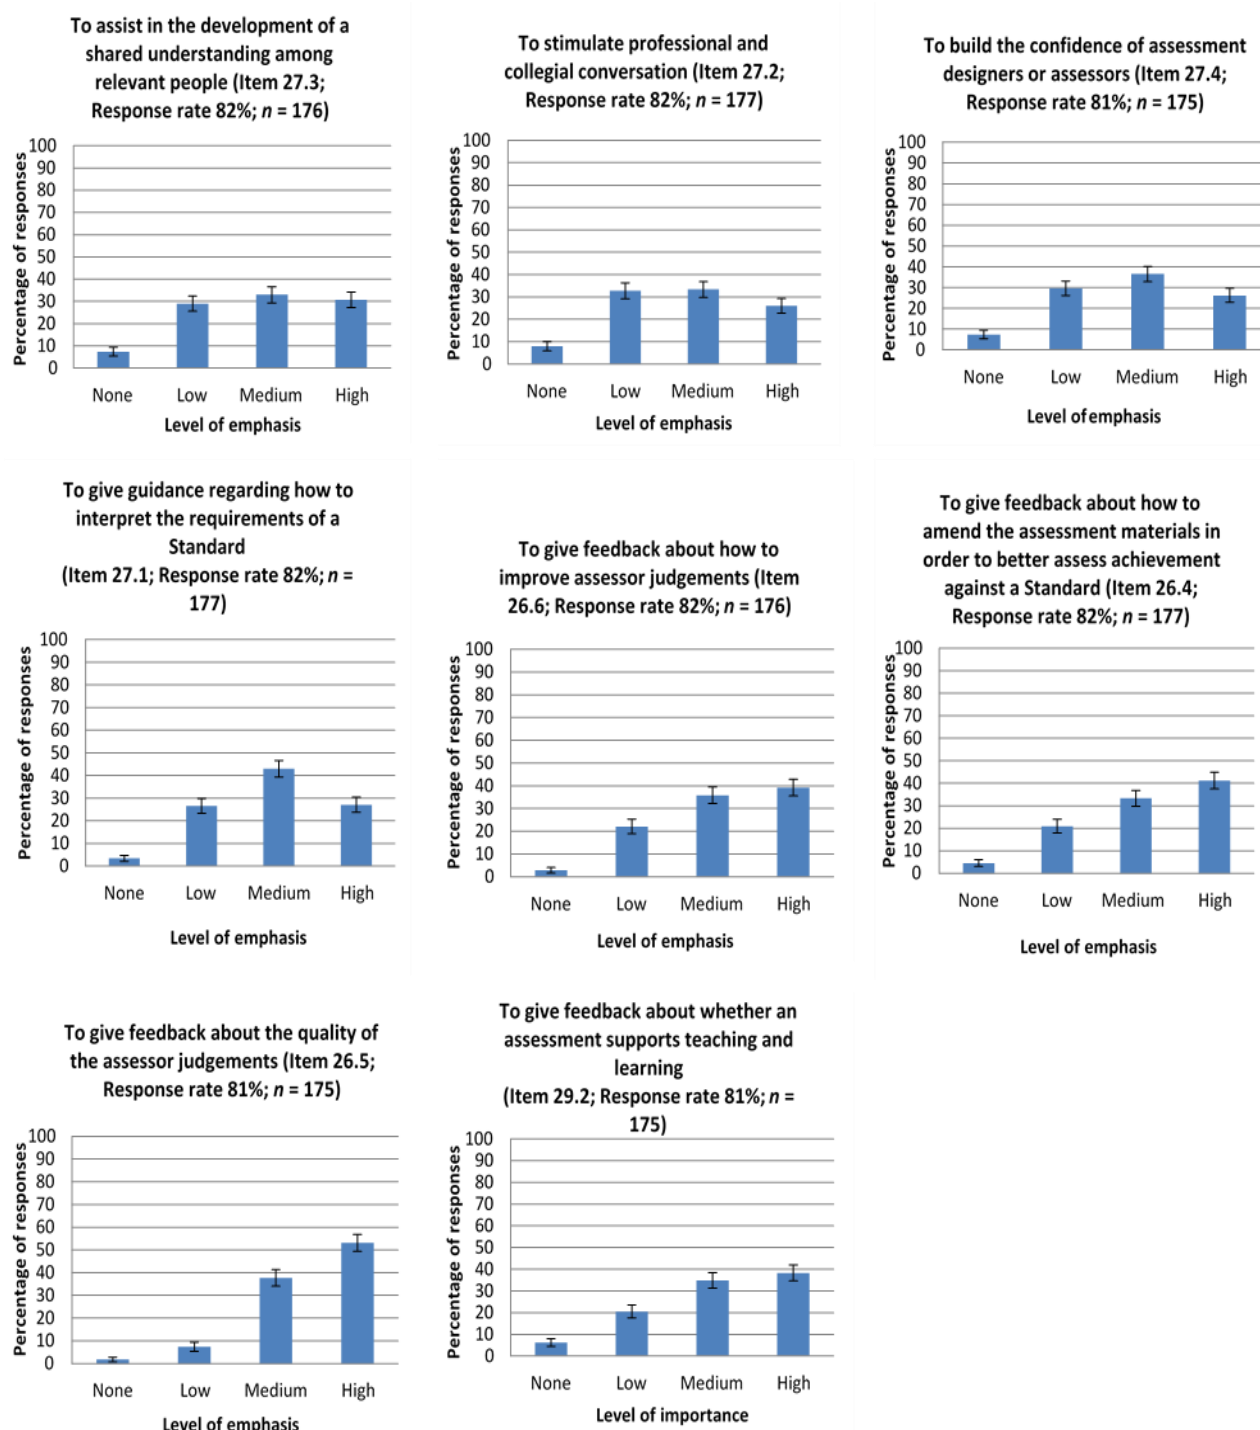 To assist in the development of a
shared understanding among
relevant people (Item 27.3;
Response rate 82%; n = 176)
100
90
80
70
60
50
40
30
20
10
0
Percentage of responses
None Low Medium High
Level of emphasis
To stimulate professional and
collegial conversation (Item 27.2;
Response rate 82%; n = 177)
100
90
80
70
60
50
40
30
20
10
0
Percentage of responses
None Low Medium High
Level of emphasis
To build the confidence of assessment
designers or assessors (Item 27.4;
Response rate 81%; n = 175)
100
90
80
70
60
50
40
30
20
10
0
Percentage of responses
None Low Medium High
Level of emphasis
To give guidance regarding how to
interpret the requirements of a
Standard
(Item 27.1; Response rate 82%; n =
177)
100
90
80
70
60
50
40
30
20
10
0
Percentage of responses
None Low Medium High
Level of emphasis
To give feedback about how to
improve assessor judgements (Item
26.6; Response rate 82%; n = 176)
100
90
80
70
60
50
40
30
20
10
0
Percentage of responses
None Low Medium High
Level of emphasis
To give feedback about how to
amend the assessment materials in
order to better assess achievement
against a Standard (Item 26.4;
Response rate 82%; n = 177)
100
90
80
70
60
50
40
30
20
10
0
Percentage of responses
None Low Medium High
Level of emphasis
To give feedback about the quality of
the assessor judgements (Item 26.5;
Response rate 81%; n = 175)
100
90
80
70
60
50
40
30
20
10
0
Percentage of responses
None Low Medium High
Level of emphasis
To give feedback about whether an
assessment supports teaching and
learning
(Item 29.2; Response rate 81%; n =
175)
100
90
80
70
60
50
40
30
20
10
0
Percentage of responses
None Low Medium High
Level of importance